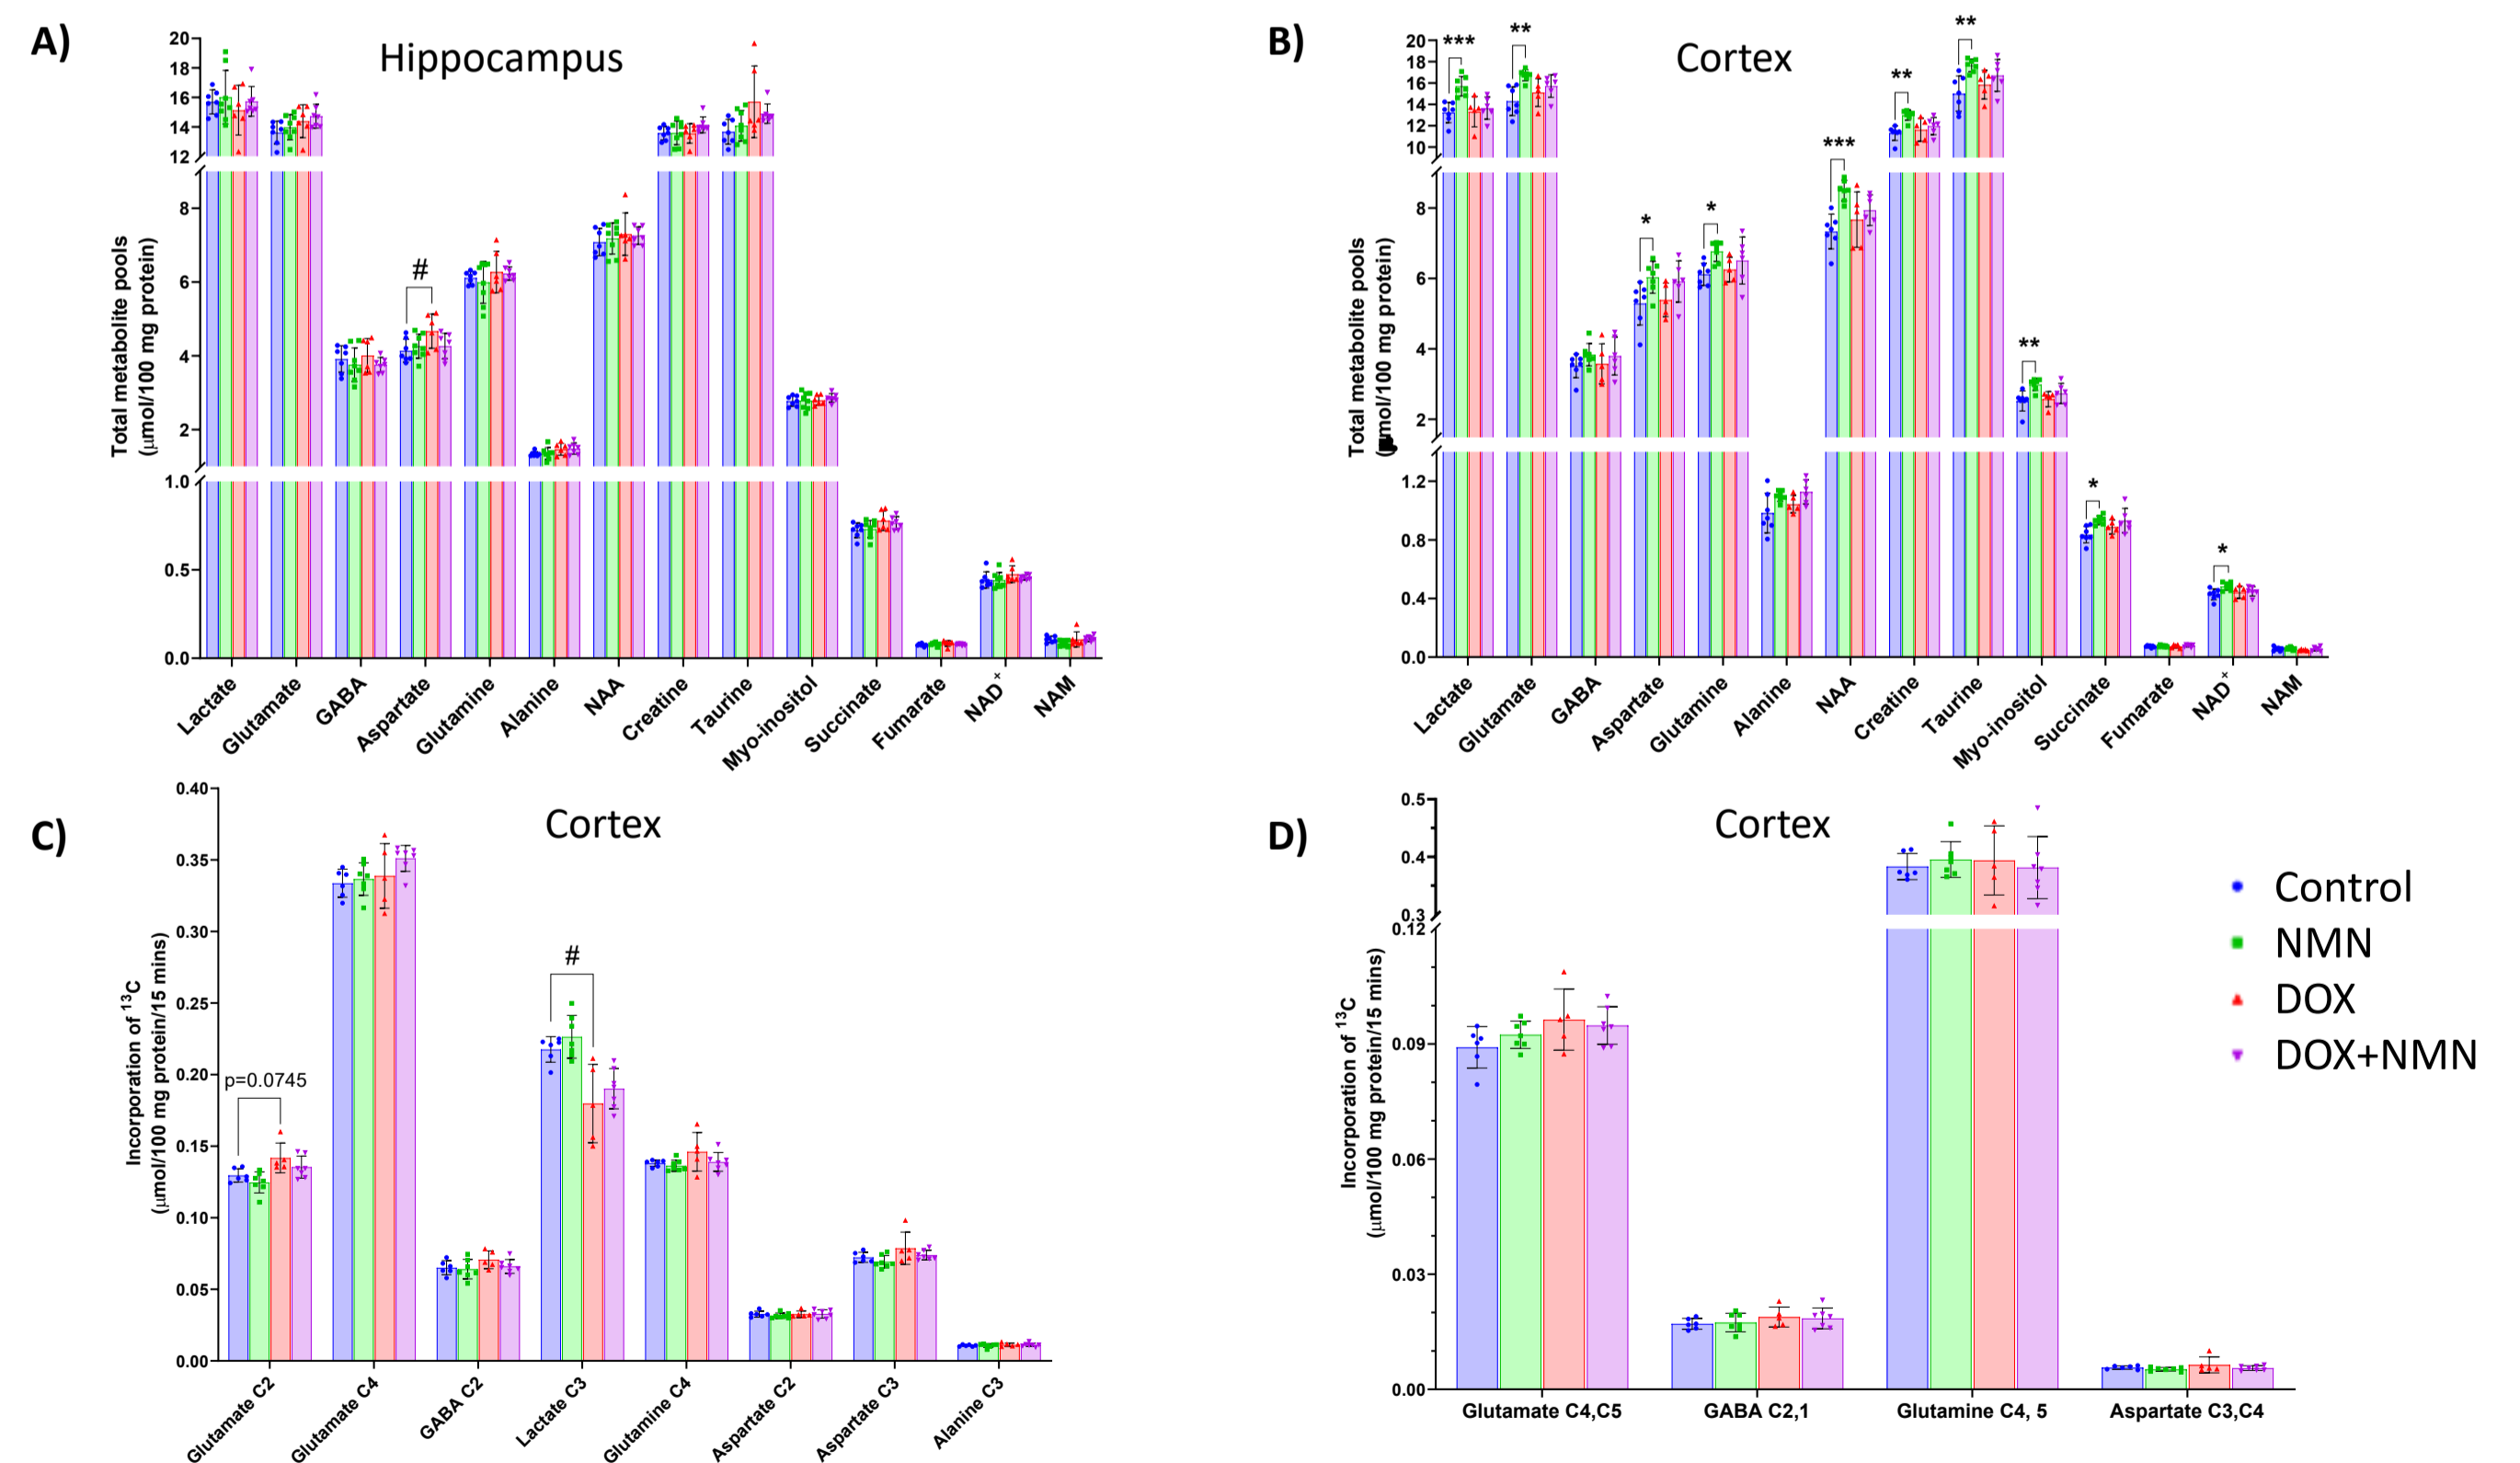 A)
Hippocampus
Total metabolite pools
(μmol/100 mg protein)
20
18
16
14
12
8
6
4
2
1.0
0.5
0.0
#
Lactate
Glutamate
GABA
Aspartate
Glutamine
Alanine
NAA
Creatine
Taurine
Myo-inositol
Succinate
Fumarate
NAD+
NAM
B)
Cortex
Total metabolite pools
mol/100 mg protein)
20
18
16
14
12
10
8
6
4
2
1.2
0.8
0.4
0.0
***
**
*
*
***
**
**
**
*
*
Lactate
Glutamate
GABA
Aspartate
Glutamine
Alanine
NAA
Creatine
Taurine
Myo-inositol
Succinate
Fumarate
NAD+
NAM
C)
Cortex
Incorporation of 13C
(μmol/100 mg protein/15 mins)
0.40
0.35
0.30
0.25
0.20
0.15
0.10
0.05
0.00
p=0.0745
#
Glutamate C2
Glutamate C4
GABA C2
Lactate C3
Glutamine C4
Aspartate C2
Aspartate C3
Alanine C3
D)
Cortex
Incorporation of 13C
(μmol/100 mg protein/15 mins)
0.5
0.4
0.3
0.12
0.09
0.06
0.03
0.00
Glutamate C4,C5
GABA C2,1
Glutamine C4, 5
Aspartate C3,C4
Control
NMN
DOX
DOX+NMN